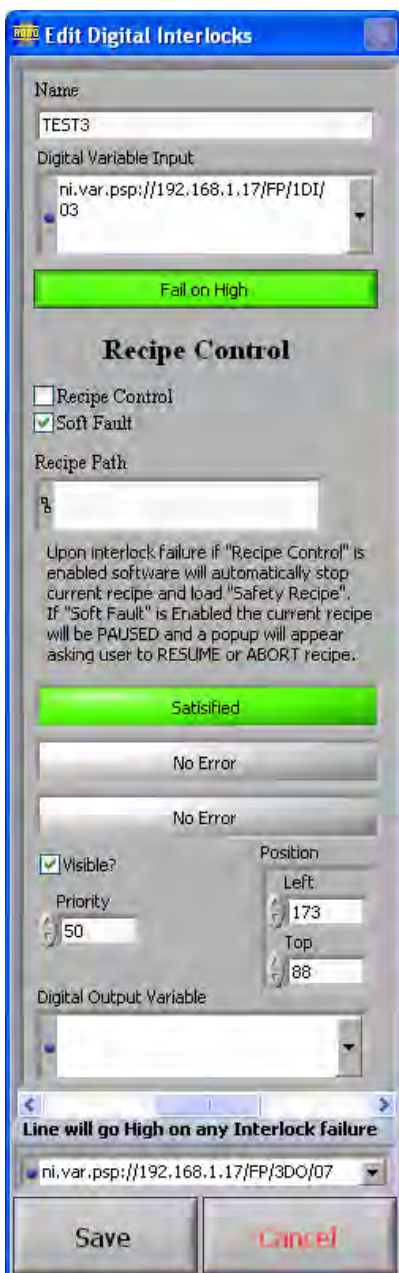 ROBO Edit Digital Interlocks
Name
TEST3
Digital Variable Input
ni.var.psp://192.168.1.17/FP/1DI/
03
Fail on High
Recipe Control
Recipe Control
Soft Fault
Recipe Path
Upon interlock failure if "Recipe Control" is
enabled software will automatically stop
current recipe and load "Safety Recipe".
If "Soft Fault" is Enabled the current recipe
will be PAUSED and a popup will appear
asking user to RESUME or ABORT recipe.
Satisified
No Error
No Error
Visible?
Position
Left
173
Priority
50
Top
88
Digital Output Variable
Line will go High on any Interlock failure
ni.var.psp://192.168.1.17/FP/3DO/07
Save
Cancel